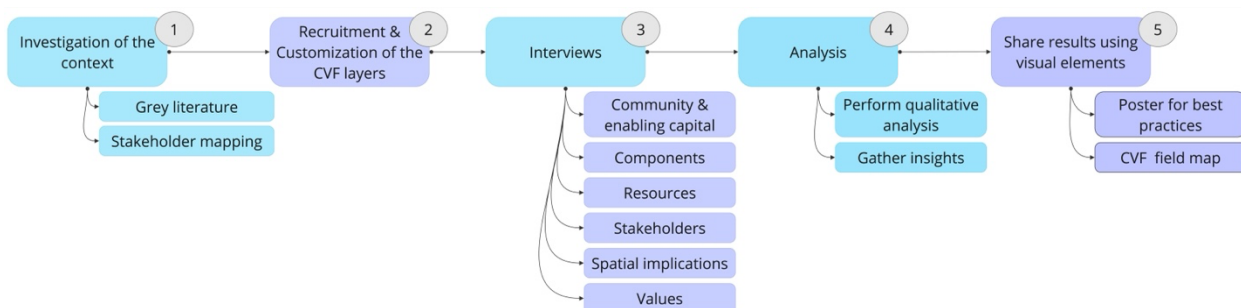 1
Investigation of the
context
Grey literature
Stakeholder mapping
2
Recruitment &
Customization of the
CVF layers
3
Interviews
Community &
enabling capital
Components
Resources
Stakeholders
Spatial implications
Values
4
Analysis
Perform qualitative
analysis
Gather insights
5
Share results using
visual elements
Poster for best
practices
CVF field map